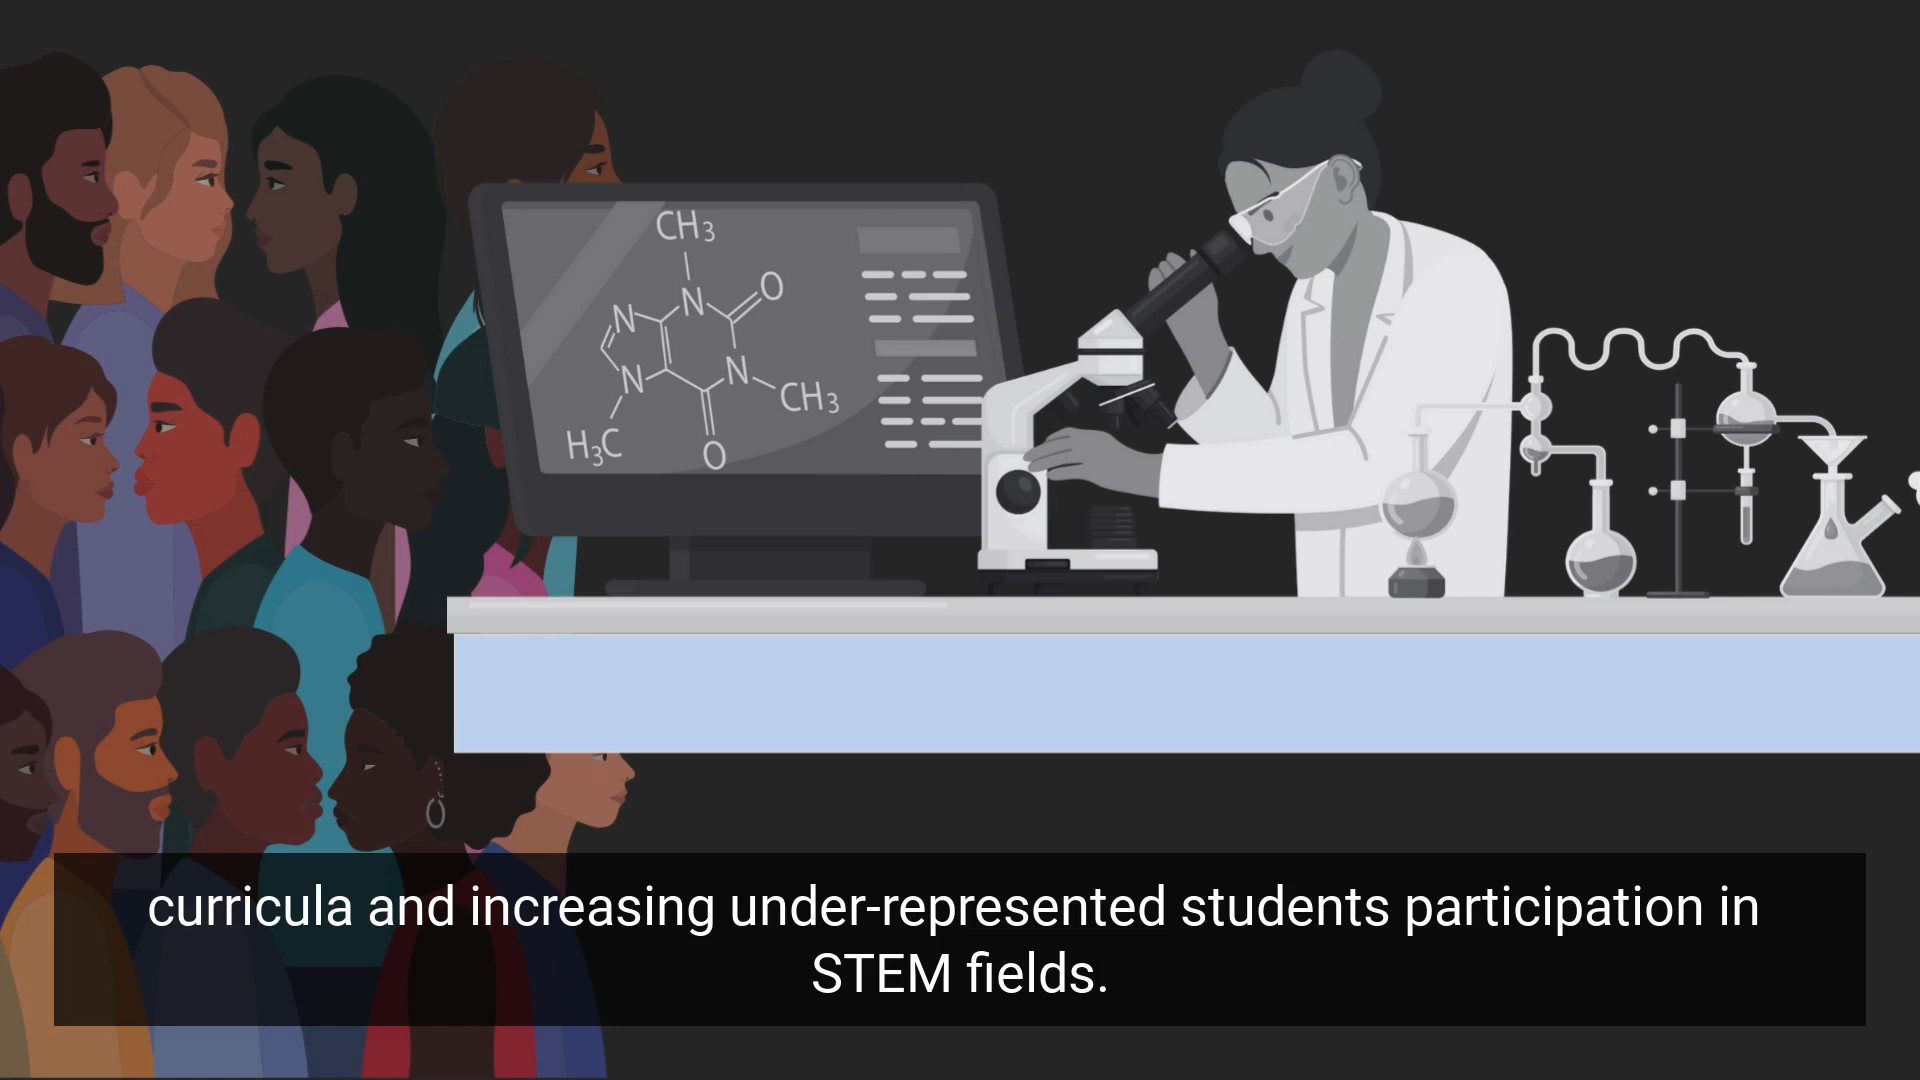 CH3
N
N
O
N
N
CH3
H3C
O
curricula and increasing under-represented students participation in
STEM fields.